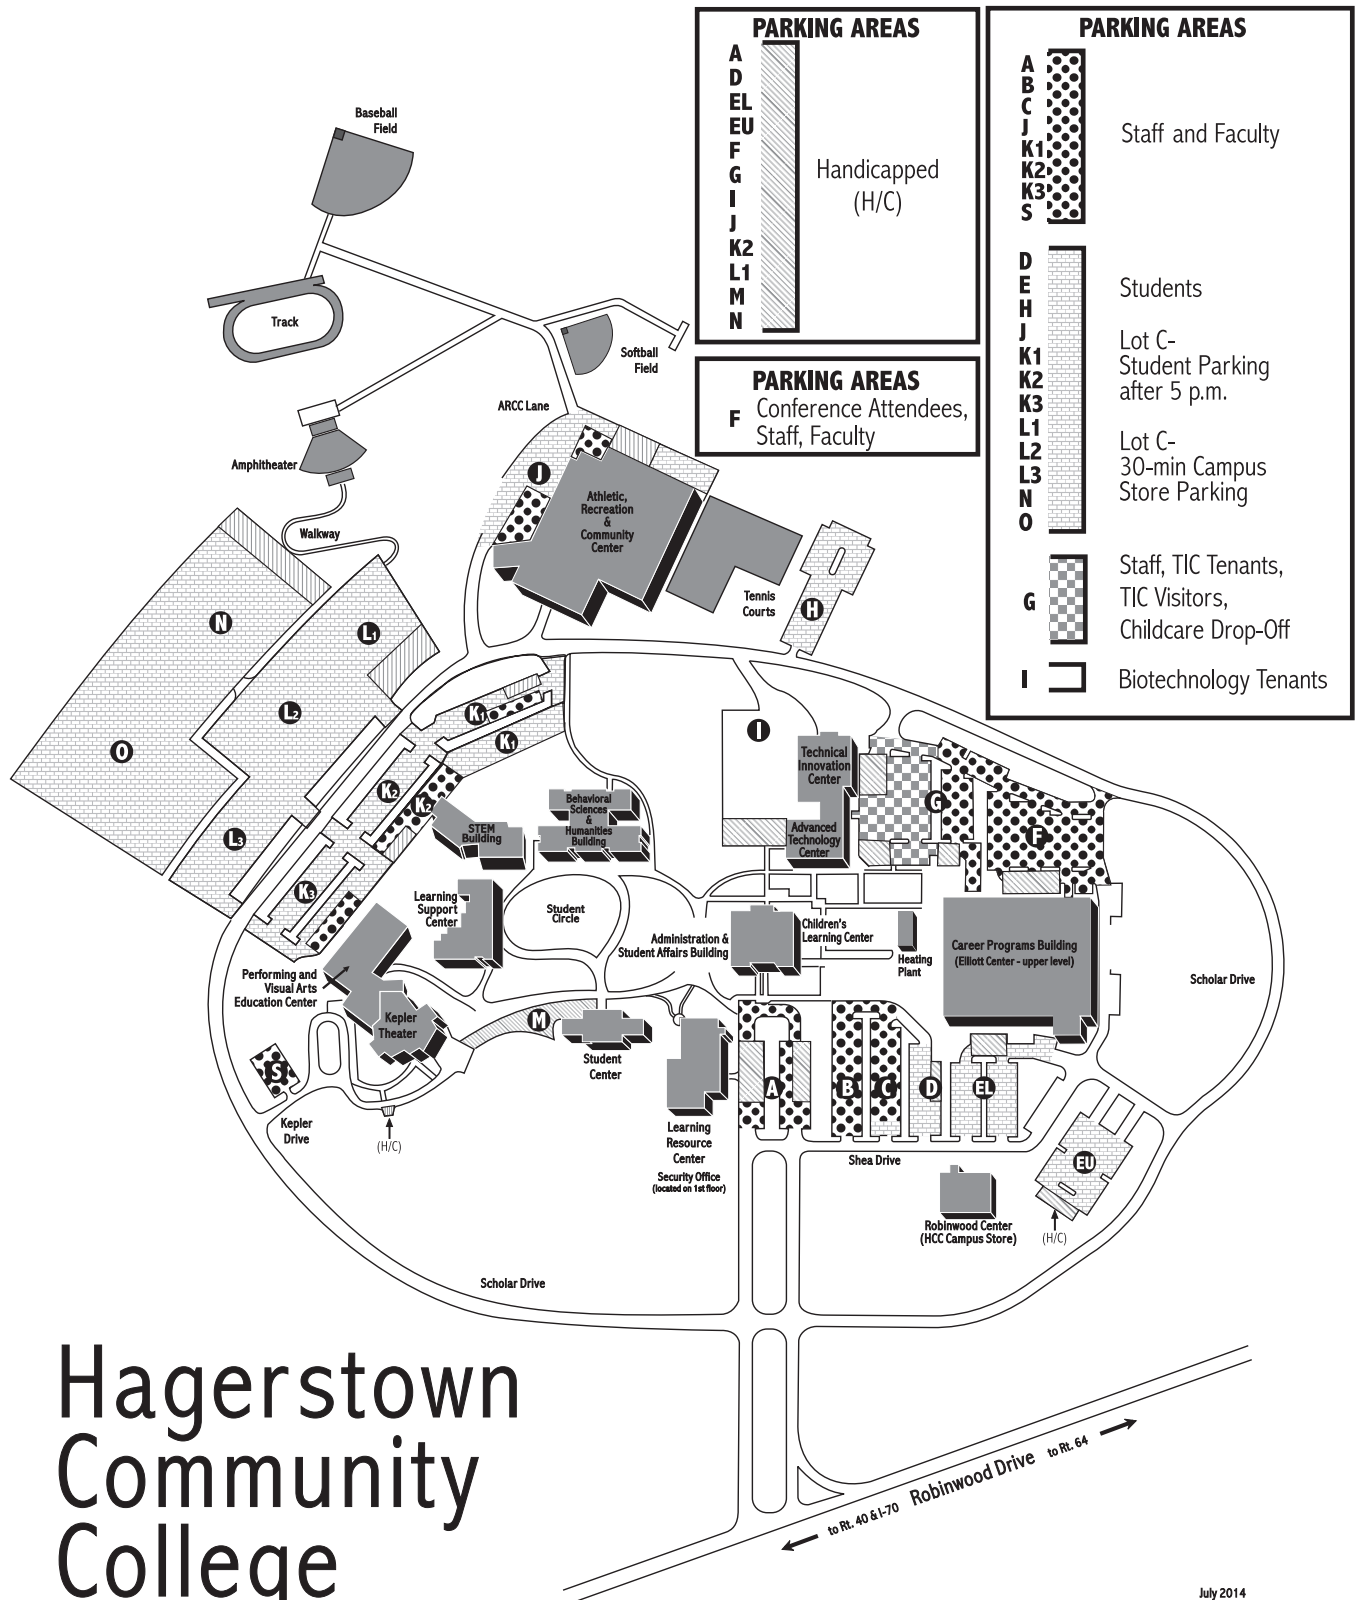 PARKING AREAS
A
D
EL
EU
F
G
I
J
K2
L1
M
N
Handicapped
(H/C)
PARKING AREAS
F
Conference Attendees,
Staff, Faculty
PARKING AREAS
A
B
C
J
K1
K2
K3
S
Staff and Faculty
D
E
H
J
K1
K2
K3
L1
L2
L3
N
O
Students
Lot C-
Student Parking
after 5 p.m.
Lot C-
30-min Campus
Store Parking
G
Staff, TIC Tenants,
TIC Visitors,
Childcare Drop-Off
I
Biotechnology Tenants
Baseball
Field
Track
Softball
Field
ARCC Lane
Amphitheater
Walkway
J
Athletic,
Recreation
&
Community
Center
Tennis
Courts
H
N
L1
L2
O
L3
K1
K1
K2
K2
K3
I
Technical
Innovation
Center
Advanced
Technology
Center
G
F
STEM
Building
Behavioral
Sciences
&
Humanities
Building
Learning
Support
Center
Student
Circle
Administration &
Student Affairs Building
Children's
Learning Center
Heating
Plant
Career Programs Building
(Elliott Center - upper level)
Scholar Drive
Performing and
Visual Arts
Education Center
Kepler
Theater
M
Student
Center
S
Kepler
Drive
(H/C)
Learning
Resource
Center
Security Office
(located on 1st floor)
A
B
C
D
EL
EU
Shea Drive
Robinwood Center
(HCC Campus Store)
(H/C)
Scholar Drive
Hagerstown
Community
College
to Rt. 40 & I-70
Robinwood Drive
to Rt. 64
July 2014